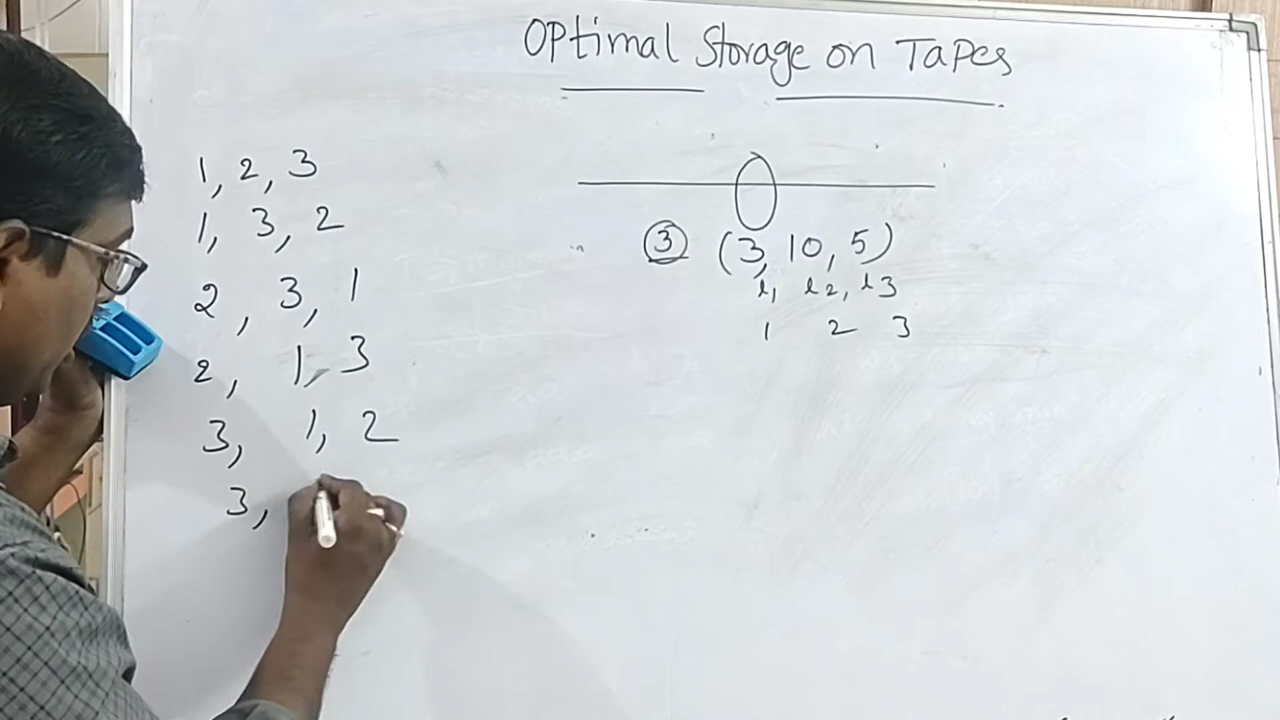 Optimal Storage on Tapes
1, 2, 3
1, 3, 2
2, 3, 1
2, 1, 3
3, 1, 2
3,
③ (3, 10, 5)
l1, l2, l3
1 2 3